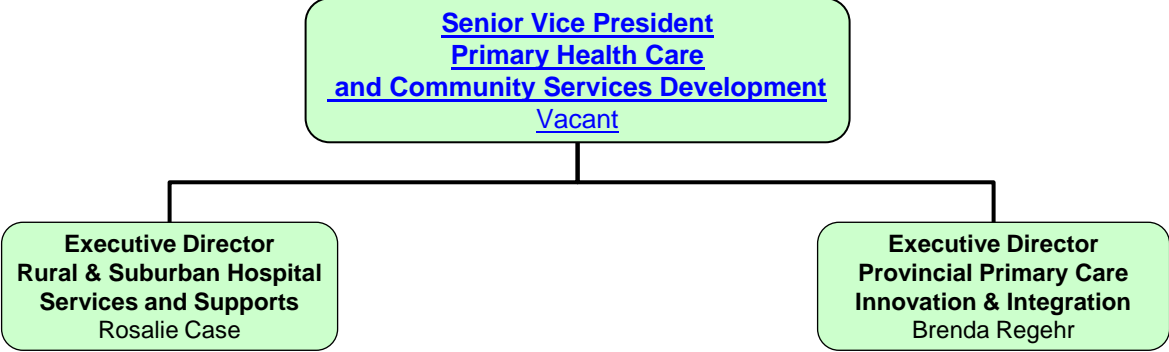 Senior Vice President
Primary Health Care
and Community Services Development
Vacant
Executive Director
Rural & Suburban Hospital
Services and Supports
Rosalie Case
Executive Director
Provincial Primary Care
Innovation & Integration
Brenda Regehr